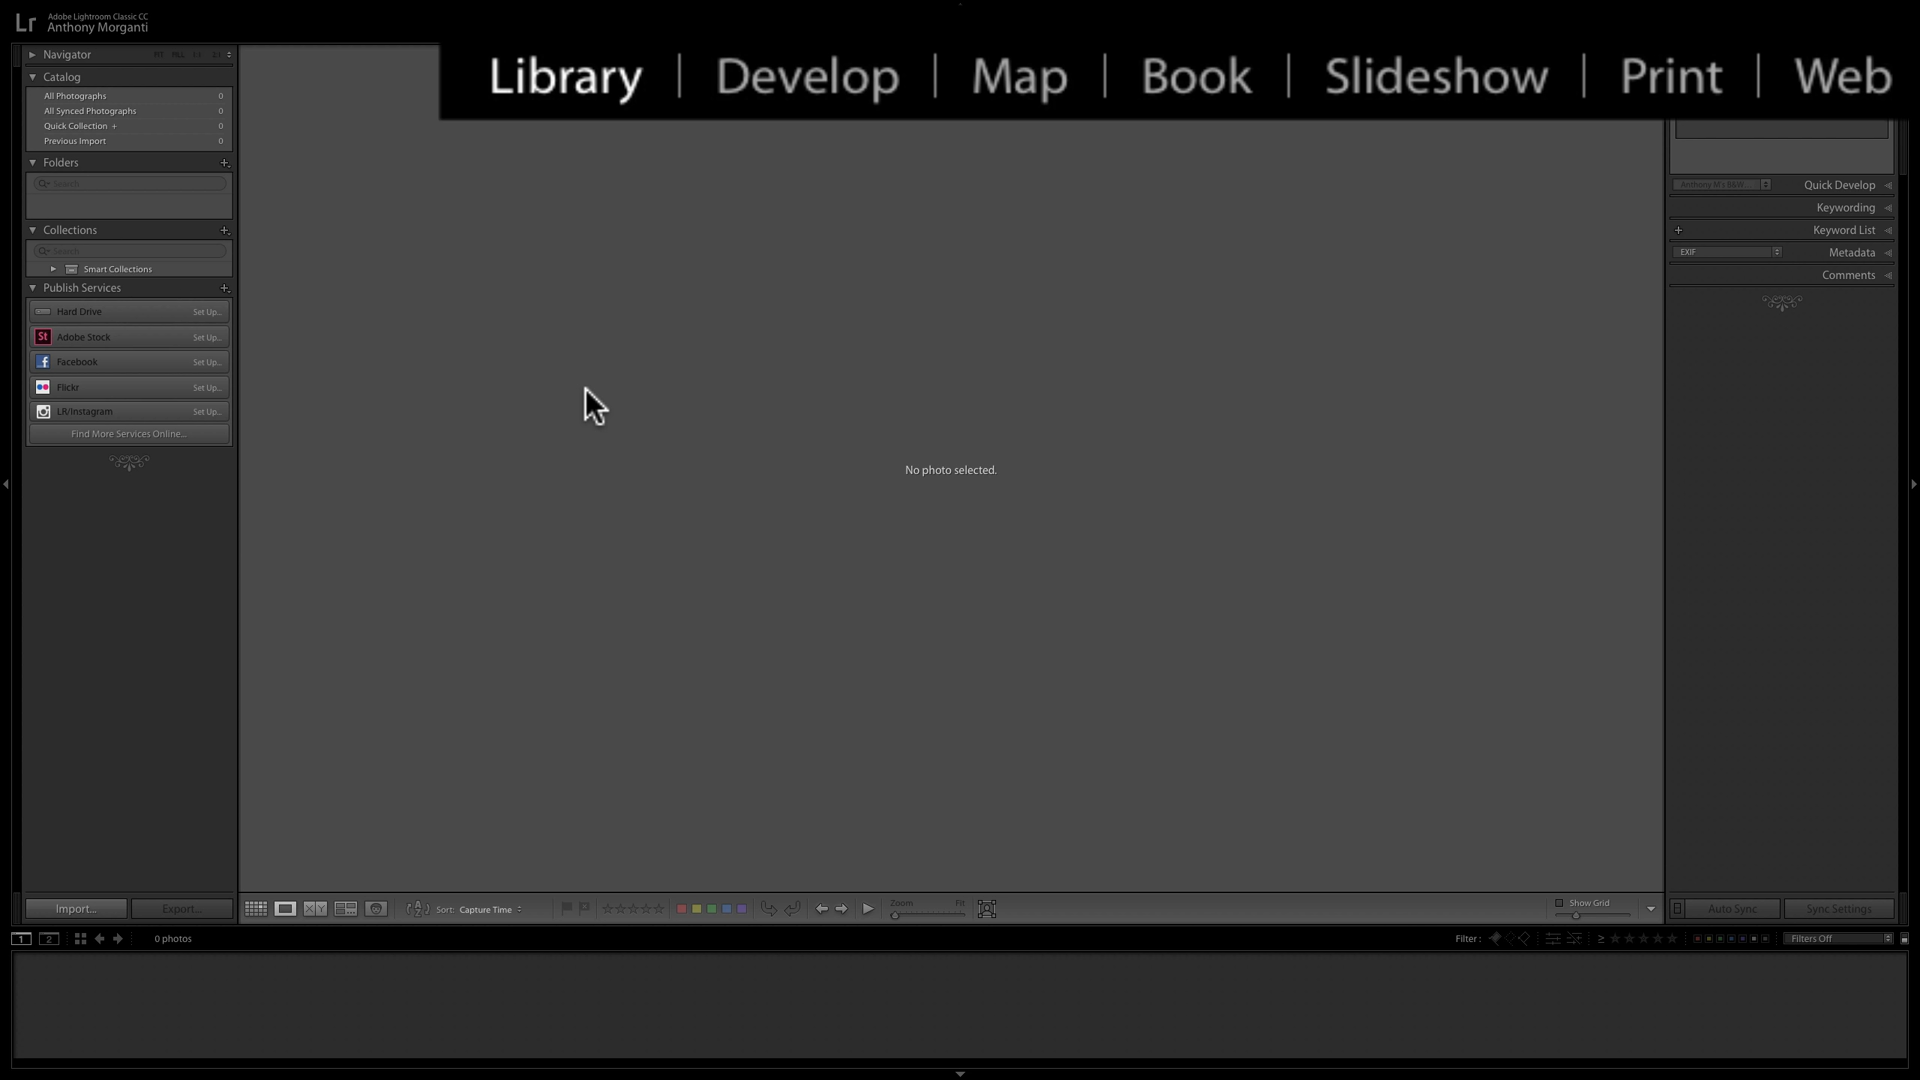 Lr
Adobe Lightroom Classic CC
Anthony Morganti
Library | Develop | Map | Book | Slideshow | Print | Web
Navigator
Catalog
All Photographs 0
All Synced Photographs 0
Quick Collection + 0
Previous Import 0
Folders
Search
Collections
Search
Smart Collections
Publish Services
Hard Drive Set Up...
St Adobe Stock Set Up...
Facebook Set Up...
Flickr Set Up...
LR/Instagram Set Up...
Find More Services Online...
Import...
Export...
No photo selected.
Quick Develop
Keywording
Keyword List
EXIF Metadata
Comments
Sort: Capture Time
Zoom Fit
Show Grid
Auto Sync
Sync Settings
1 2 0 photos
Filter :
Filters Off